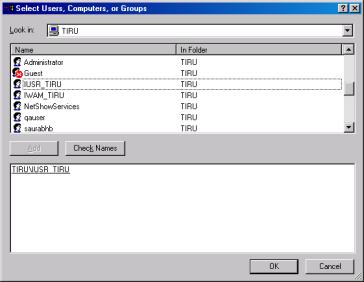 Select Users, Computers, or Groups
Look in: TIRU
Name In Folder
Administrator TIRU
Guest TIRU
IUSR_TIRU TIRU
IWAM_TIRU TIRU
NetShowServices TIRU
qauser TIRU
saurabhb TIRU
Add Check Names
TIRU\IUSR_TIRU
OK Cancel